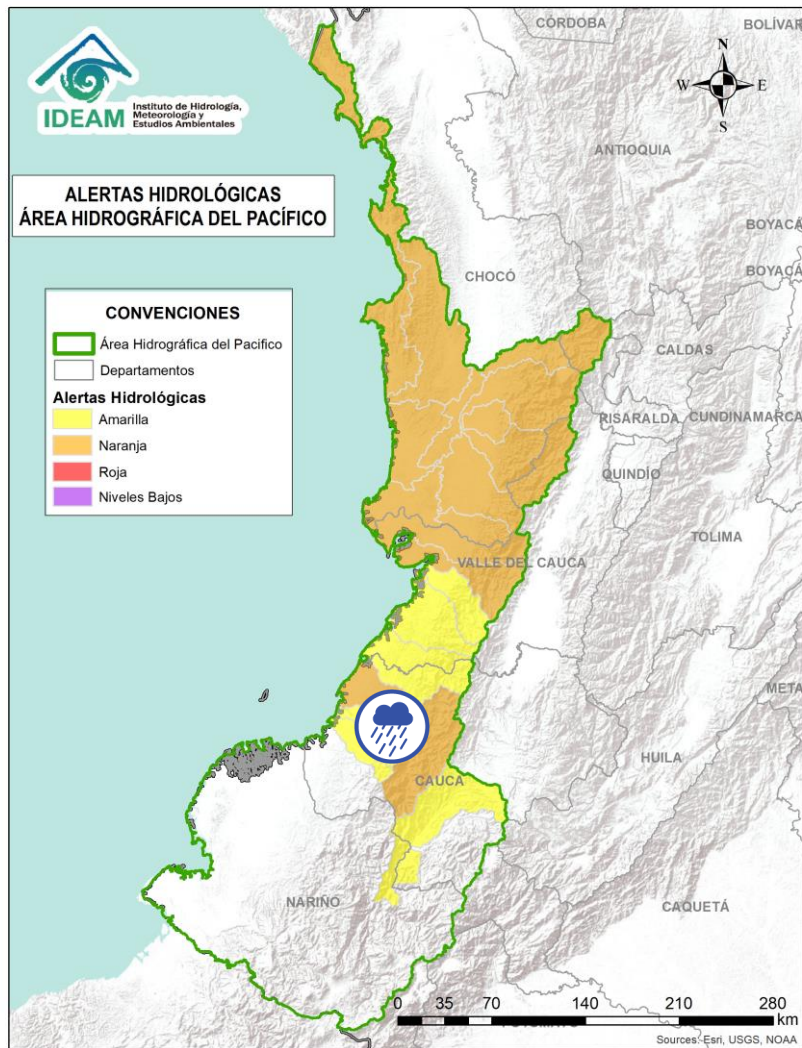 IDEAM
Instituto de Hidrología,
Meteorología y
Estudios Ambientales
CÓRDOBA
BOLÍVAR
N
W
E
S
ANTIOQUIA
ALERTAS HIDROLÓGICAS
ÁREA HIDROGRÁFICA DEL PACÍFICO
BOYACÁ
BOYACÁ
CHOCÓ
CONVENCIONES
Área Hidrográfica del Pacifico
Departamentos
Alertas Hidrológicas
Amarilla
Naranja
Roja
Niveles Bajos
CALDAS
RISARALDA
CUNDINAMARCA
QUINDÍO
TOLIMA
VALLE DEL CAUCA
META
HUILA
CAUCA
NARIÑO
CAQUETÁ
0 35 70 140 210 280
km
Sources: Esri, USGS, NOAA